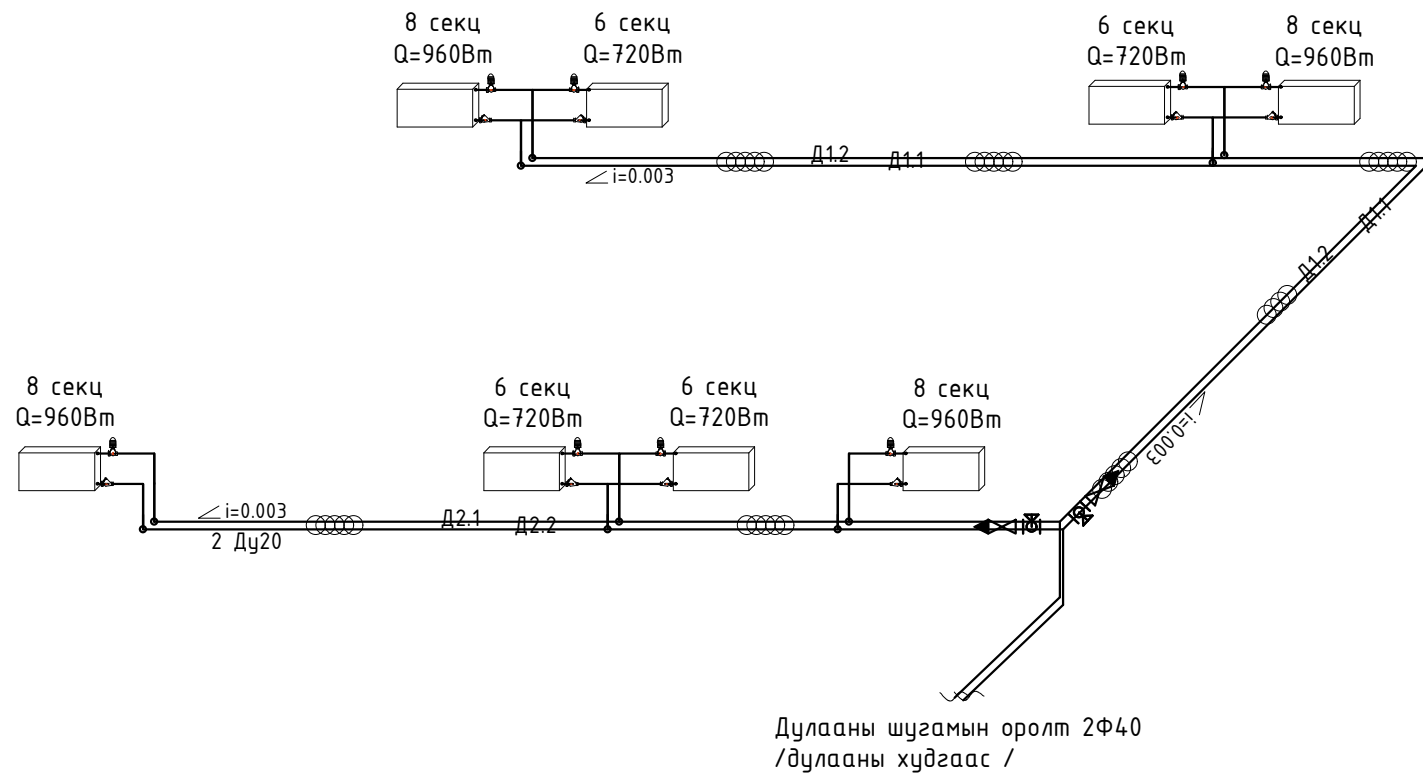 8 секц
Q=960Вт
6 секц
Q=720Вт
6 секц
Q=720Вт
8 секц
Q=960Вт
Д1.2
Д1.1
i=0.003
Д1.1
Д1.2
8 секц
Q=960Вт
6 секц
Q=720Вт
6 секц
Q=720Вт
8 секц
Q=960Вт
i=0.003
i=0.003
Д2.1
Д2.2
2 Ду20
Дулааны шугамын оролт 2Ф40
/дулааны худгаас /